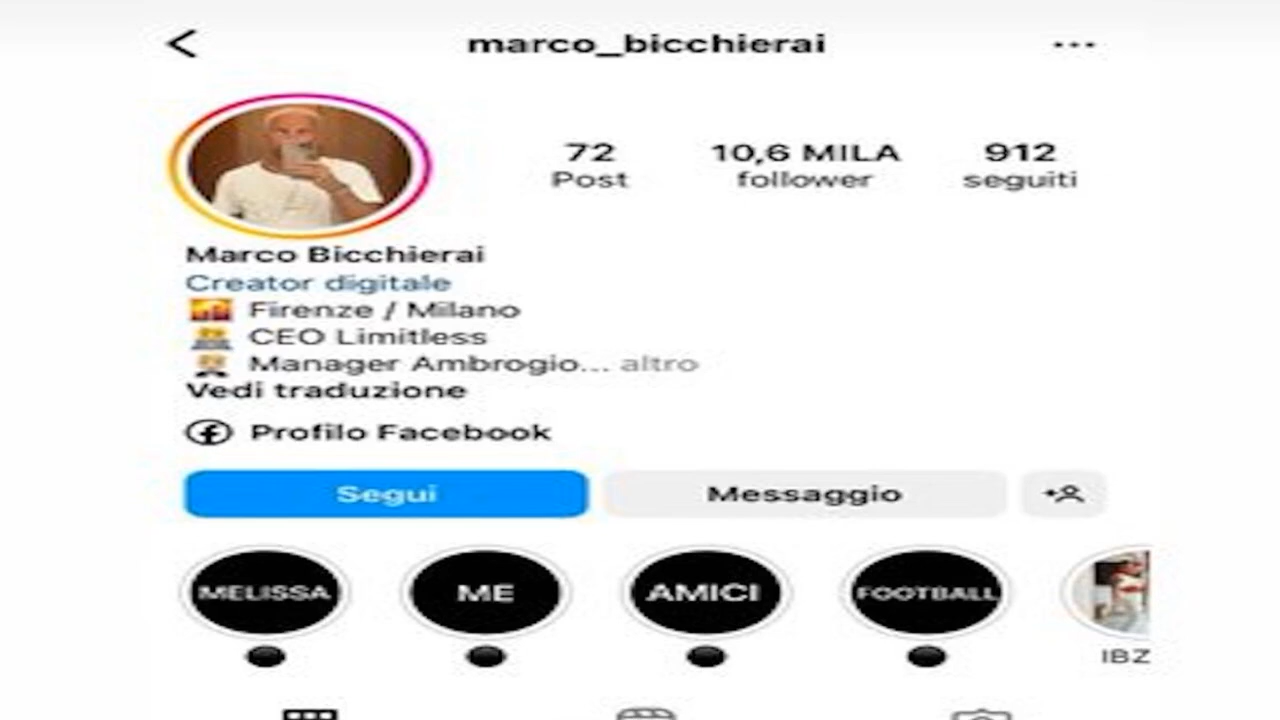 marco_bicchierai
72 10,6 MILA 912
Post follower seguiti
Marco Bicchierai
Creator digitale
Firenze / Milano
CEO Limitless
Manager Ambrogio... altro
Vedi traduzione
Profilo Facebook
Segui Messaggio
MELISSA ME AMICI FOOTBALL
IBZ